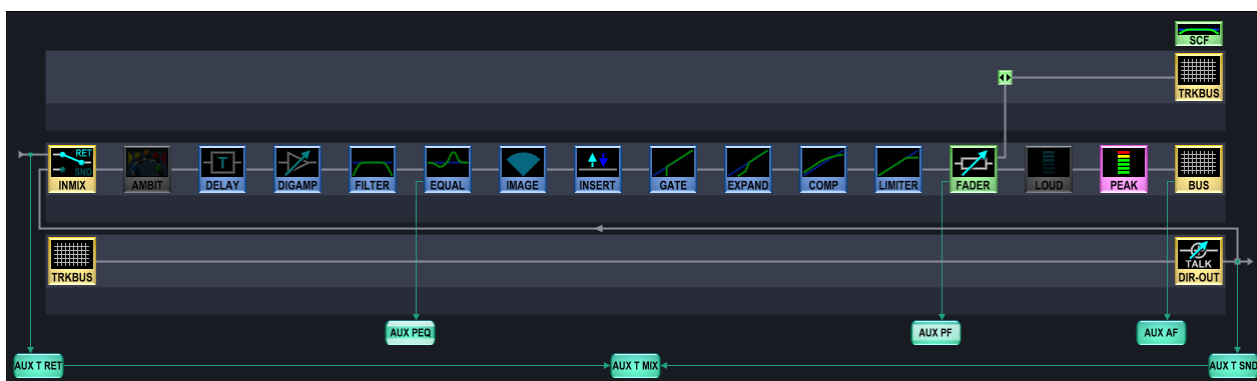 SCF
TRKBUS
RET
SND
INMIX
AMBIT
T
DELAY
DIGAMP
FILTER
EQUAL
IMAGE
INSERT
GATE
EXPAND
COMP
LIMITER
FADER
LOUD
PEAK
BUS
TRKBUS
TALK
DIR-OUT
AUX PEQ
AUX PF
AUX AF
AUX T RET
AUX T MIX
AUX T SND